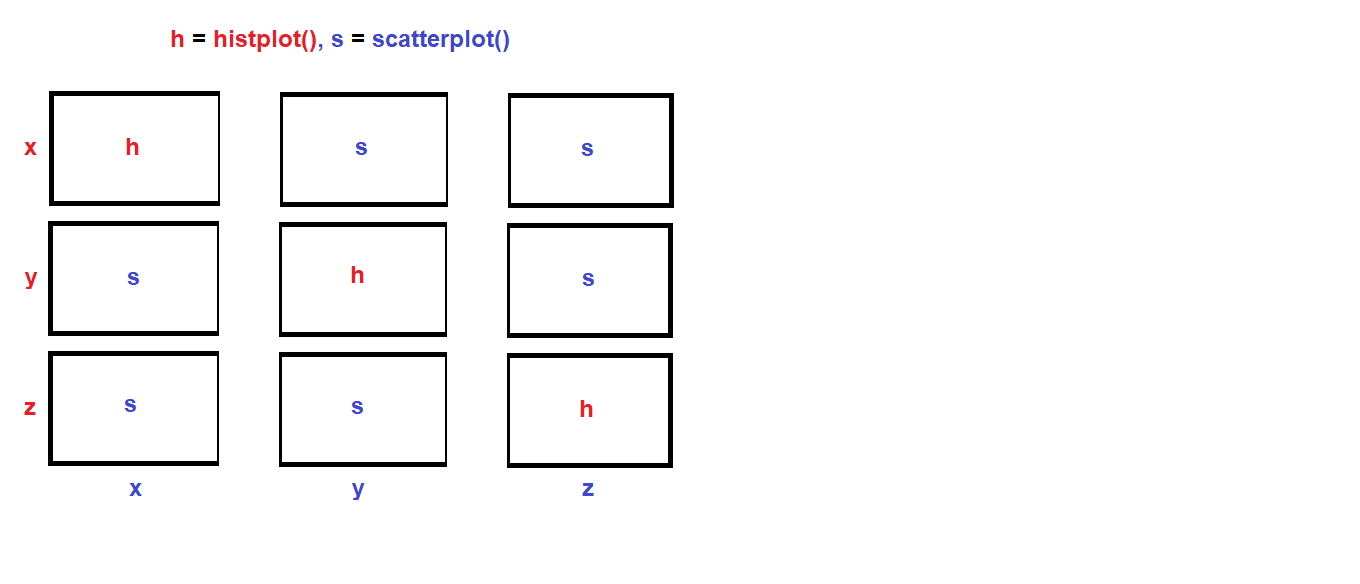 h = histplot(), s = scatterplot()
x h s s
y s h s
z s s h
x y z